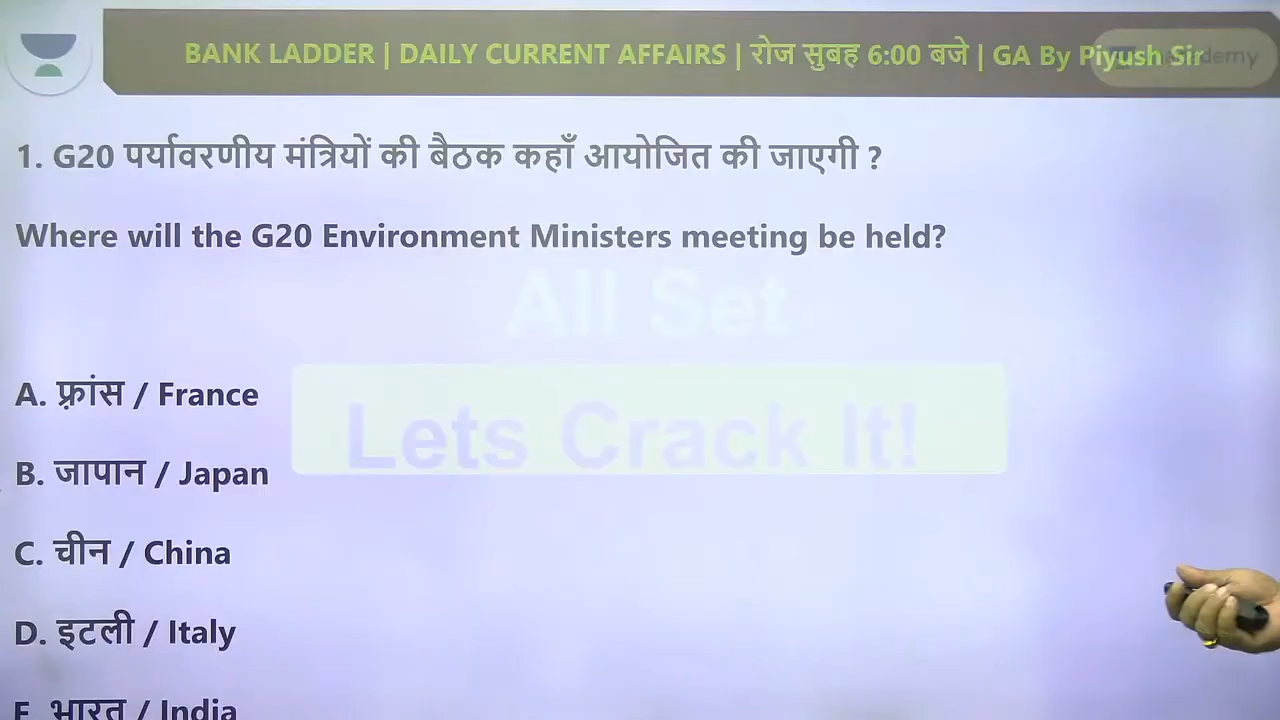 BANK LADDER | DAILY CURRENT AFFAIRS | रोज सुबह 6:00 बजे | GA By Piyush Sir
1. G20 पर्यावरणीय मंत्रियों की बैठक कहाँ आयोजित की जाएगी ?
Where will the G20 Environment Ministers meeting be held?
All Set
Lets Crack It!
A. फ़्रांस / France
B. जापान / Japan
C. चीन / China
D. इटली / Italy
E. भारत / India